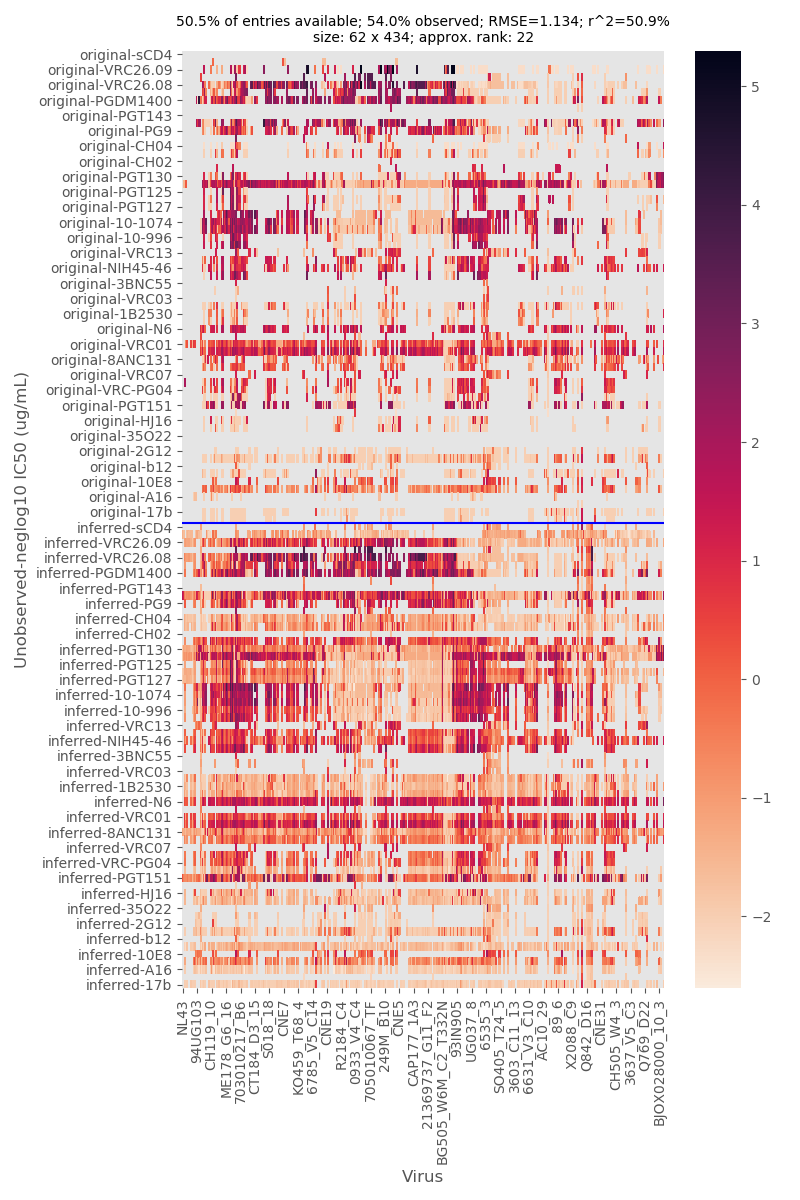 50.5% of entries available; 54.0% observed; RMSE=1.134; r^2=50.9%
size: 62 x 434; approx. rank: 22
Unobserved-neglog10 IC50 (ug/mL)
original-sCD4
original-VRC26.09
original-VRC26.08
original-PGDM1400
original-PGT143
original-PG9
original-CH04
original-CH02
original-PGT130
original-PGT125
original-PGT127
original-10-1074
original-10-996
original-VRC13
original-NIH45-46
original-3BNC55
original-VRC03
original-1B2530
original-N6
original-VRC01
original-8ANC131
original-VRC07
original-VRC-PG04
original-PGT151
original-HJ16
original-35O22
original-2G12
original-b12
original-10E8
original-A16
original-17b
inferred-sCD4
inferred-VRC26.09
inferred-VRC26.08
inferred-PGDM1400
inferred-PGT143
inferred-PG9
inferred-CH04
inferred-CH02
inferred-PGT130
inferred-PGT125
inferred-PGT127
inferred-10-1074
inferred-10-996
inferred-VRC13
inferred-NIH45-46
inferred-3BNC55
inferred-VRC03
inferred-1B2530
inferred-N6
inferred-VRC01
inferred-8ANC131
inferred-VRC07
inferred-VRC-PG04
inferred-PGT151
inferred-HJ16
inferred-35O22
inferred-2G12
inferred-b12
inferred-10E8
inferred-A16
inferred-17b
NL43
94UG103
CH119_10
ME178_G6_16
703010217_B6
CT184_D3_15
S018_18
CNE7
KO459_T68_4
6785_V5_C14
CNE19
R2184_C4
0933_V4_C4
705010067_TF
249M_B10
CNE5
CAP177_1A3
21369737_G11_F2
BG505_W6M_C2_T332N
93IN905
UG037_8
6535_3
SO405_T24_5
3603_C11_13
6631_V3_C10
AC10_29
89_6
X2088_C9
Q842_D16
CNE31
CH505_W4_3
3637_V5_C3
Q769_D22
BJOX028000_10_3
Virus
5
4
3
2
1
0
−1
−2